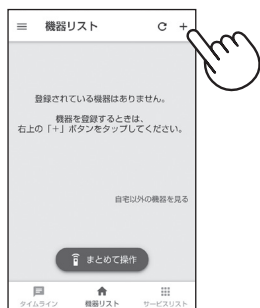 機器リスト
+
登録されている機器はありません。
機器を登録するときは、
右上の「+」ボタンをタップしてください。
自宅以外の機器を見る
まとめて操作
タイムライン 機器リスト サービスリスト